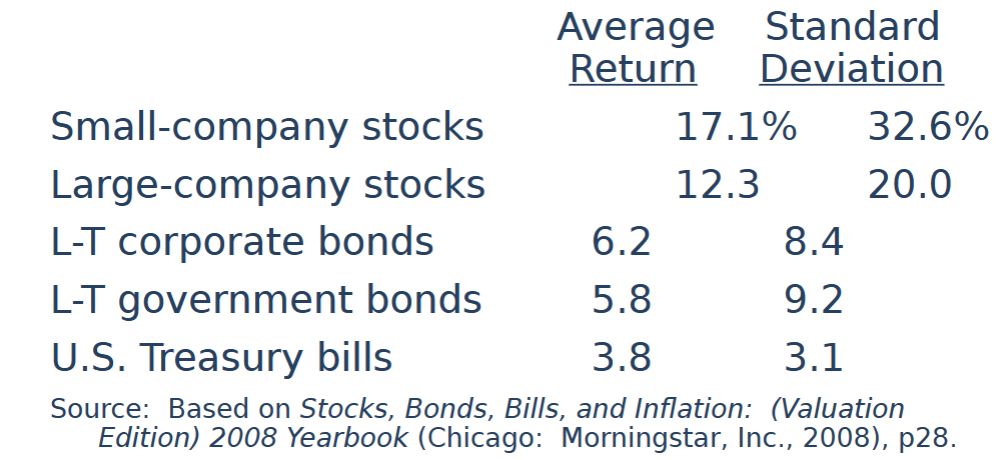 Average Standard
Return Deviation
Small-company stocks 17.1% 32.6%
Large-company stocks 12.3 20.0
L-T corporate bonds 6.2 8.4
L-T government bonds 5.8 9.2
U.S. Treasury bills 3.8 3.1
Source: Based on Stocks, Bonds, Bills, and Inflation: (Valuation
Edition) 2008 Yearbook (Chicago: Morningstar, Inc., 2008), p28.